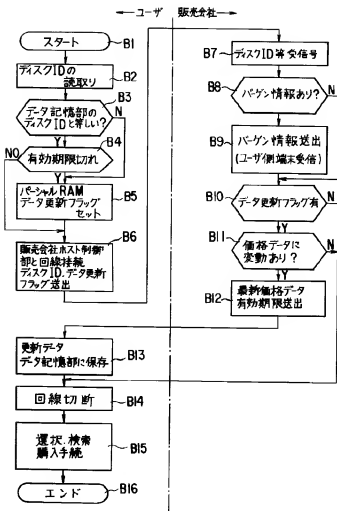 ← ユーザ 販売会社 →
スタート
B1
ディスクIDの
読取り
B2
データ記憶部の
ディスクIDと等しい?
B3
N
Y
NO
有効期限切れ
B4
Y
パーシャルRAM
データ更新フラグ
セット
B5
B6
販売会社ホスト制御
部と回線接続
ディスクID.データ更新
フラグ送出
B7
ディスクID等受信号
B8
バーゲン情報あり?
N
Y
B9
バーゲン情報送出
(ユーザ側端末受信)
B10
データ更新フラグ有
N
Y
B11
価格データに
変動あり?
N
Y
B12
最新価格データ
有効期限送出
更新データ
データ記憶部に保存
B13
回線切断
B14
選択.検索
購入手続
B15
エンド
B16